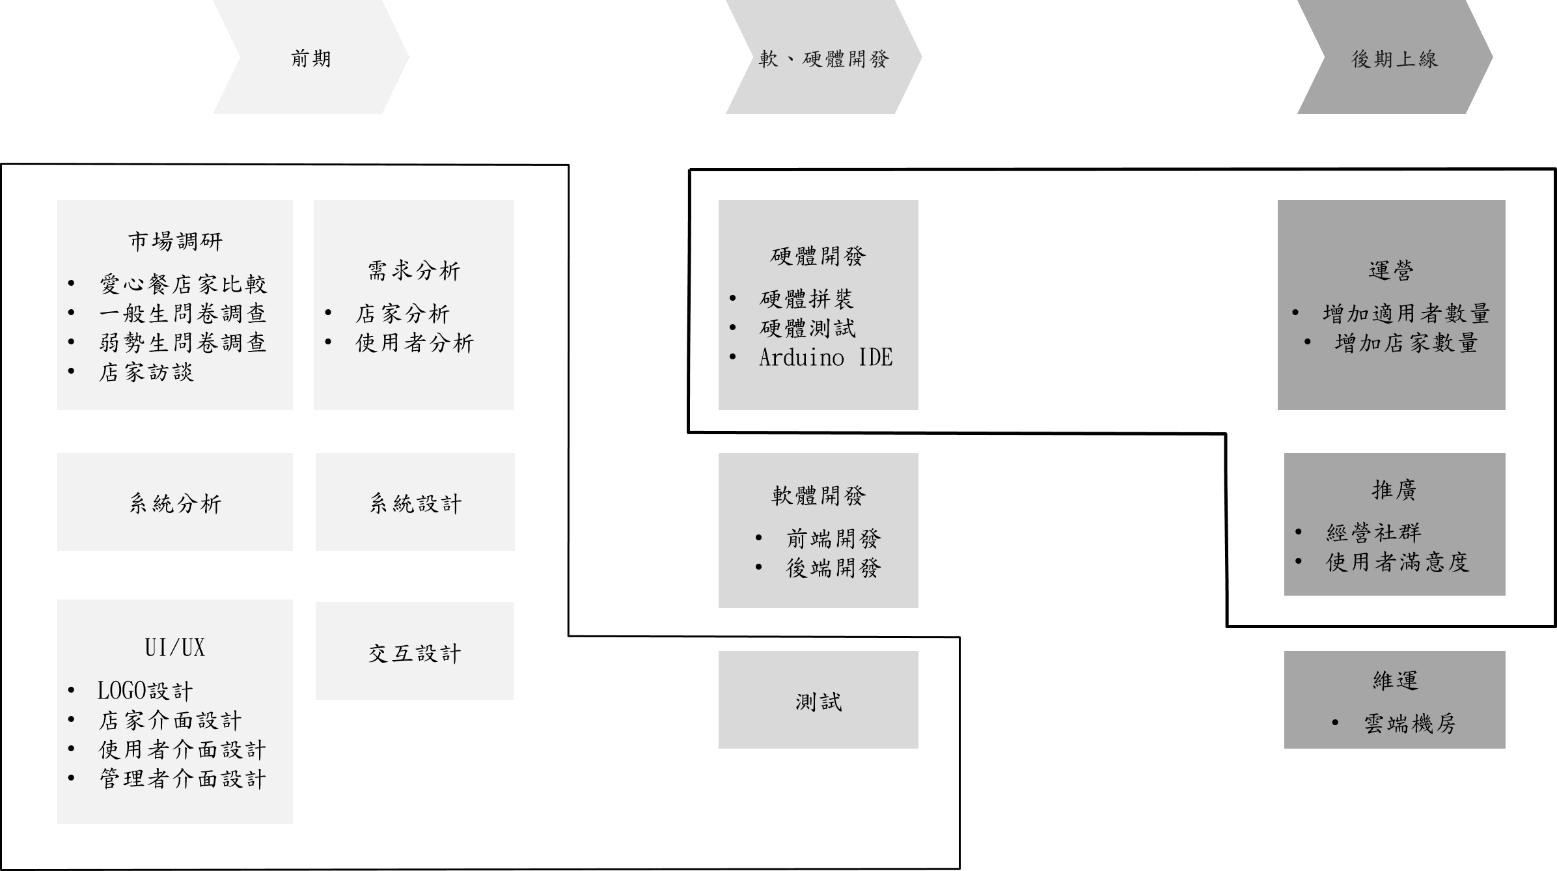 前期
軟、硬體開發
後期上線
市場調研
• 愛心餐店家比較
• 一般生問卷調查
• 弱勢生問卷調查
• 店家訪談
需求分析
• 店家分析
• 使用者分析
系統分析
系統設計
UI/UX
• LOGO設計
• 店家介面設計
• 使用者介面設計
• 管理者介面設計
交互設計
硬體開發
• 硬體拼裝
• 硬體測試
• Arduino IDE
軟體開發
• 前端開發
• 後端開發
測試
運營
• 增加適用者數量
• 增加店家數量
推廣
• 經營社群
• 使用者滿意度
維運
• 雲端機房